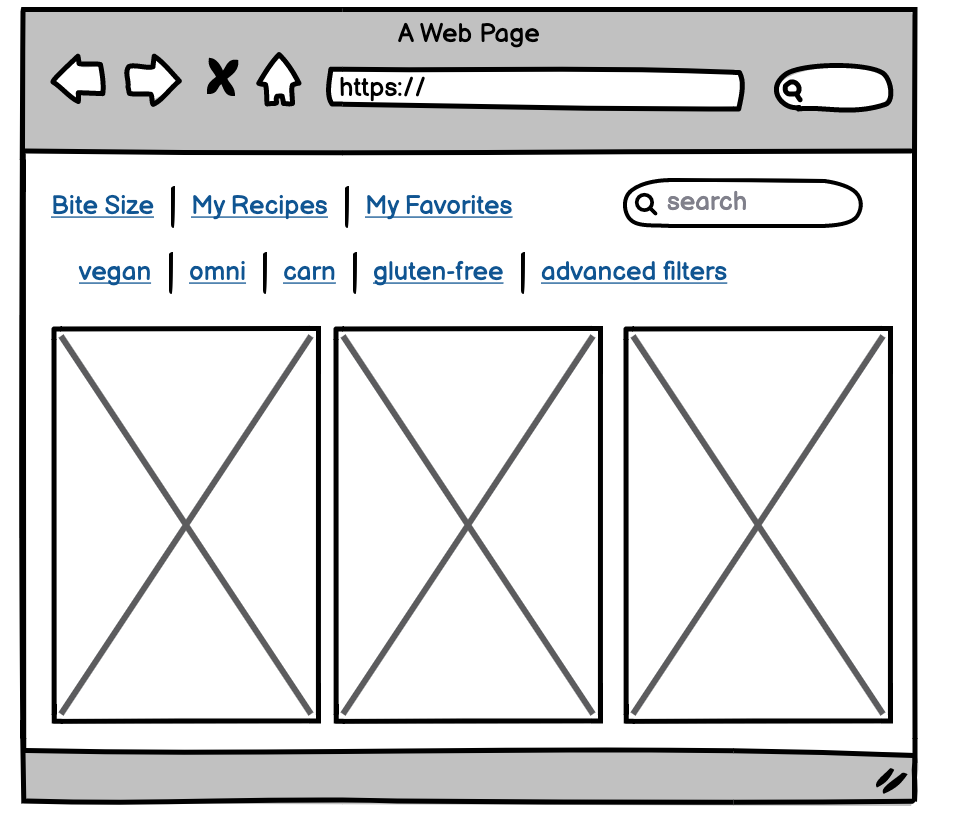 A Web Page
https://
Bite Size | My Recipes | My Favorites
search
vegan | omni | carn | gluten-free | advanced filters